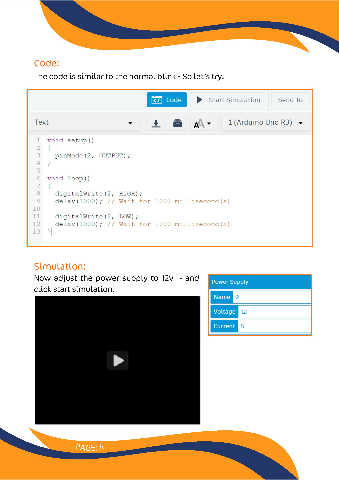 Code:
The code is similar to the normal blink - So let's try.
Code
Start Simulation
Send To
Text
1 (Arduino Uno R3)
1 void setup()
2 {
3 pinMode(2, OUTPUT);
4 }
5
6 void loop()
7 {
8 digitalWrite(2, HIGH);
9 delay(1000); // Wait for 1000 millisecond(s)
10
11 digitalWrite(2, LOW);
12 delay(1000); // Wait for 1000 millisecond(s)
13 }
Simulation:
Now adjust the power supply to 12V - and
click start simulation.
Power Supply
Name
Voltage 12
Current 5
PAGE: